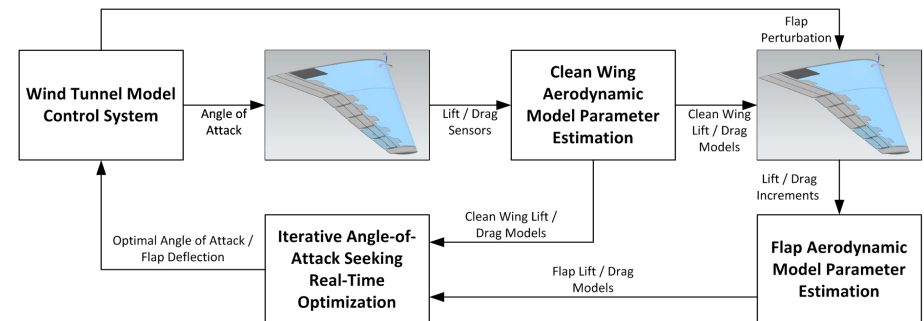 Flap
Perturbation
Wind Tunnel Model
Control System
Angle of
Attack
Lift / Drag
Sensors
Clean Wing
Aerodynamic
Model Parameter
Estimation
Clean Wing
Lift / Drag
Models
Lift / Drag
Increments
Optimal Angle of Attack /
Flap Deflection
Iterative Angle-of-
Attack Seeking
Real-Time
Optimization
Clean Wing Lift /
Drag Models
Flap Lift / Drag
Models
Flap Aerodynamic
Model Parameter
Estimation